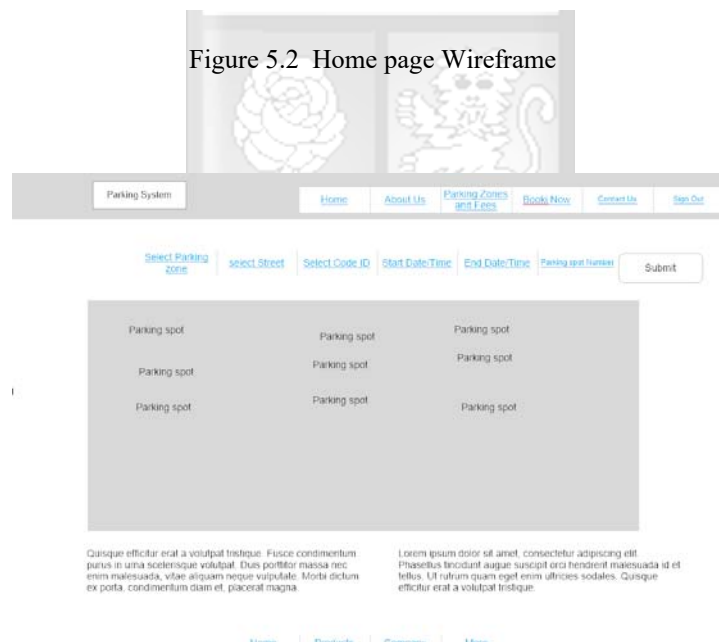 Figure 5.2 Home page Wireframe
Parking System
Home
About Us
Parking Zones
and Fees
Book Now
Contact Us
Sign Out
Select Parking
zone
select Street
Select Code ID
Start Date/Time
End Date/Time
Parking spot Number
Submit
Parking spot
Parking spot
Parking spot
Parking spot
Parking spot
Parking spot
Parking spot
Parking spot
Parking spot
Quisque efficitur erat a volutpat tristique. Fusce condimentum
purus in urna scelerisque volutpat. Duis porttitor massa nec
enim malesuada, vitae aliquam neque vulputate. Morbi dictum
ex porta, condimentum diam et, placerat magna.
Lorem ipsum dolor sit amet, consectetur adipiscing elit.
Phasellus tincidunt augue suscipit orci hendrerit malesuada id et
tellus. Ut rutrum quam eget enim ultricies sodales. Quisque
efficitur erat a volutpat tristique.
Home
Products
Company
More